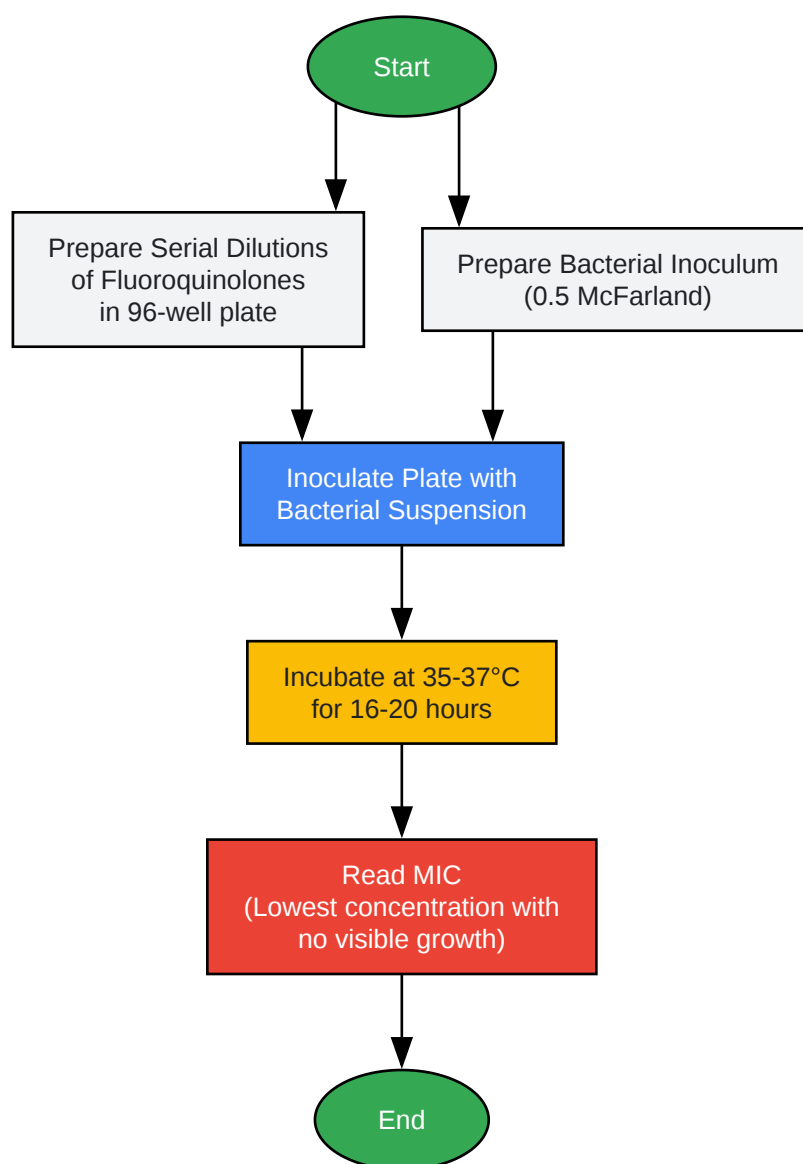 Start
Prepare Serial Dilutions
of Fluoroquinolones
in 96-well plate
Prepare Bacterial Inoculum
(0.5 McFarland)
Inoculate Plate with
Bacterial Suspension
Incubate at 35-37°C
for 16-20 hours
Read MIC
(Lowest concentration with
no visible growth)
End